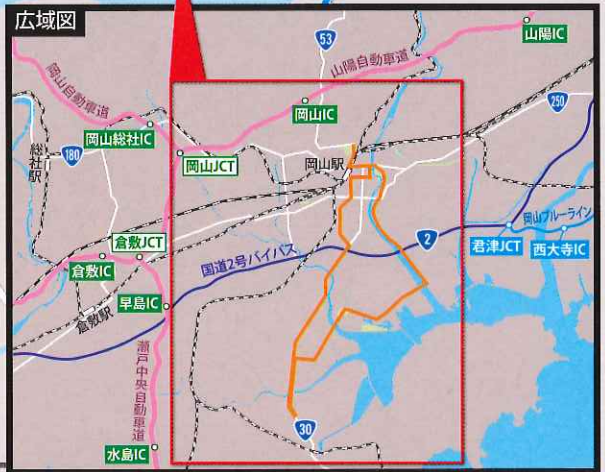 広域図
53
山陽IC
岡山自動車道
山陽自動車道
岡山IC
250
岡山総社IC
総社駅
180
岡山JCT
岡山駅
岡山ブルーライン
2
君津JCT
西大寺IC
倉敷JCT
倉敷IC
国道2号バイパス
早島IC
倉敷駅
瀬戸中央自動車道
30
水島IC